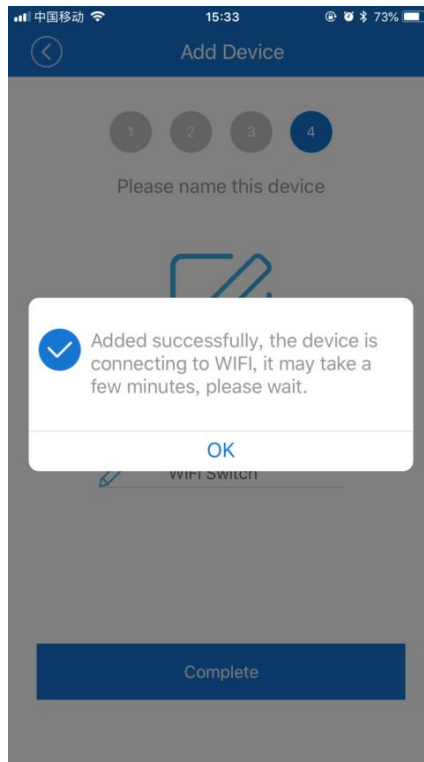 中国移动 15:33 73%
Add Device
1 2 3 4
Please name this device
Added successfully, the device is
connecting to WIFI, it may take a
few minutes, please wait.
OK
WIFI Switch
Complete